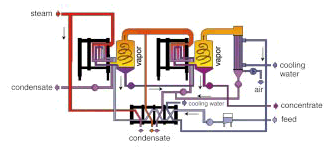 steam
vapor
vapor
cooling
water
air
condensate
cooling water
concentrate
feed
condensate